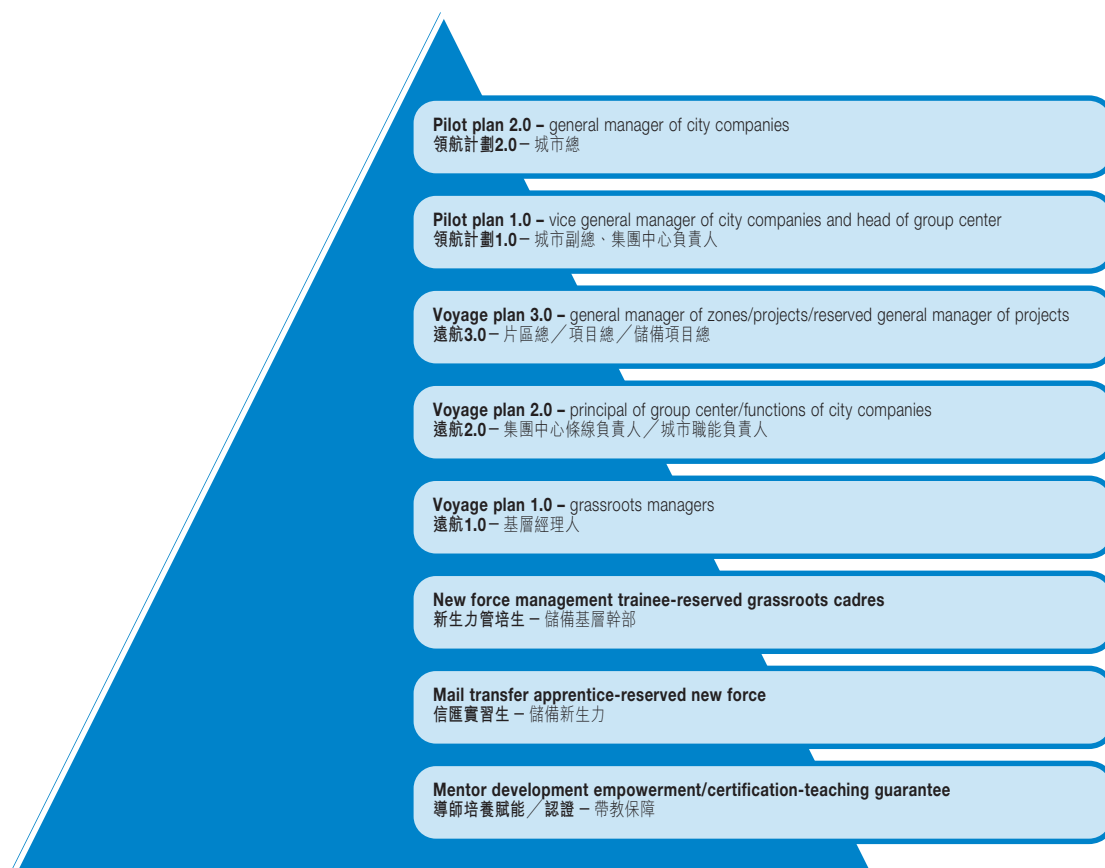 Pilot plan 2.0 – general manager of city companies
領航計劃2.0－城市總
Pilot plan 1.0 – vice general manager of city companies and head of group center
領航計劃1.0－城市副總、集團中心負責人
Voyage plan 3.0 – general manager of zones/projects/reserved general manager of projects
遠航3.0－片區總／項目總／儲備項目總
Voyage plan 2.0 – principal of group center/functions of city companies
遠航2.0－集團中心條線負責人／城市職能負責人
Voyage plan 1.0 – grassroots managers
遠航1.0－基層經理人
New force management trainee-reserved grassroots cadres
新生力管培生－儲備基層幹部
Mail transfer apprentice-reserved new force
信匯實習生－儲備新生力
Mentor development empowerment/certification-teaching guarantee
導師培養賦能／認證－帶教保障